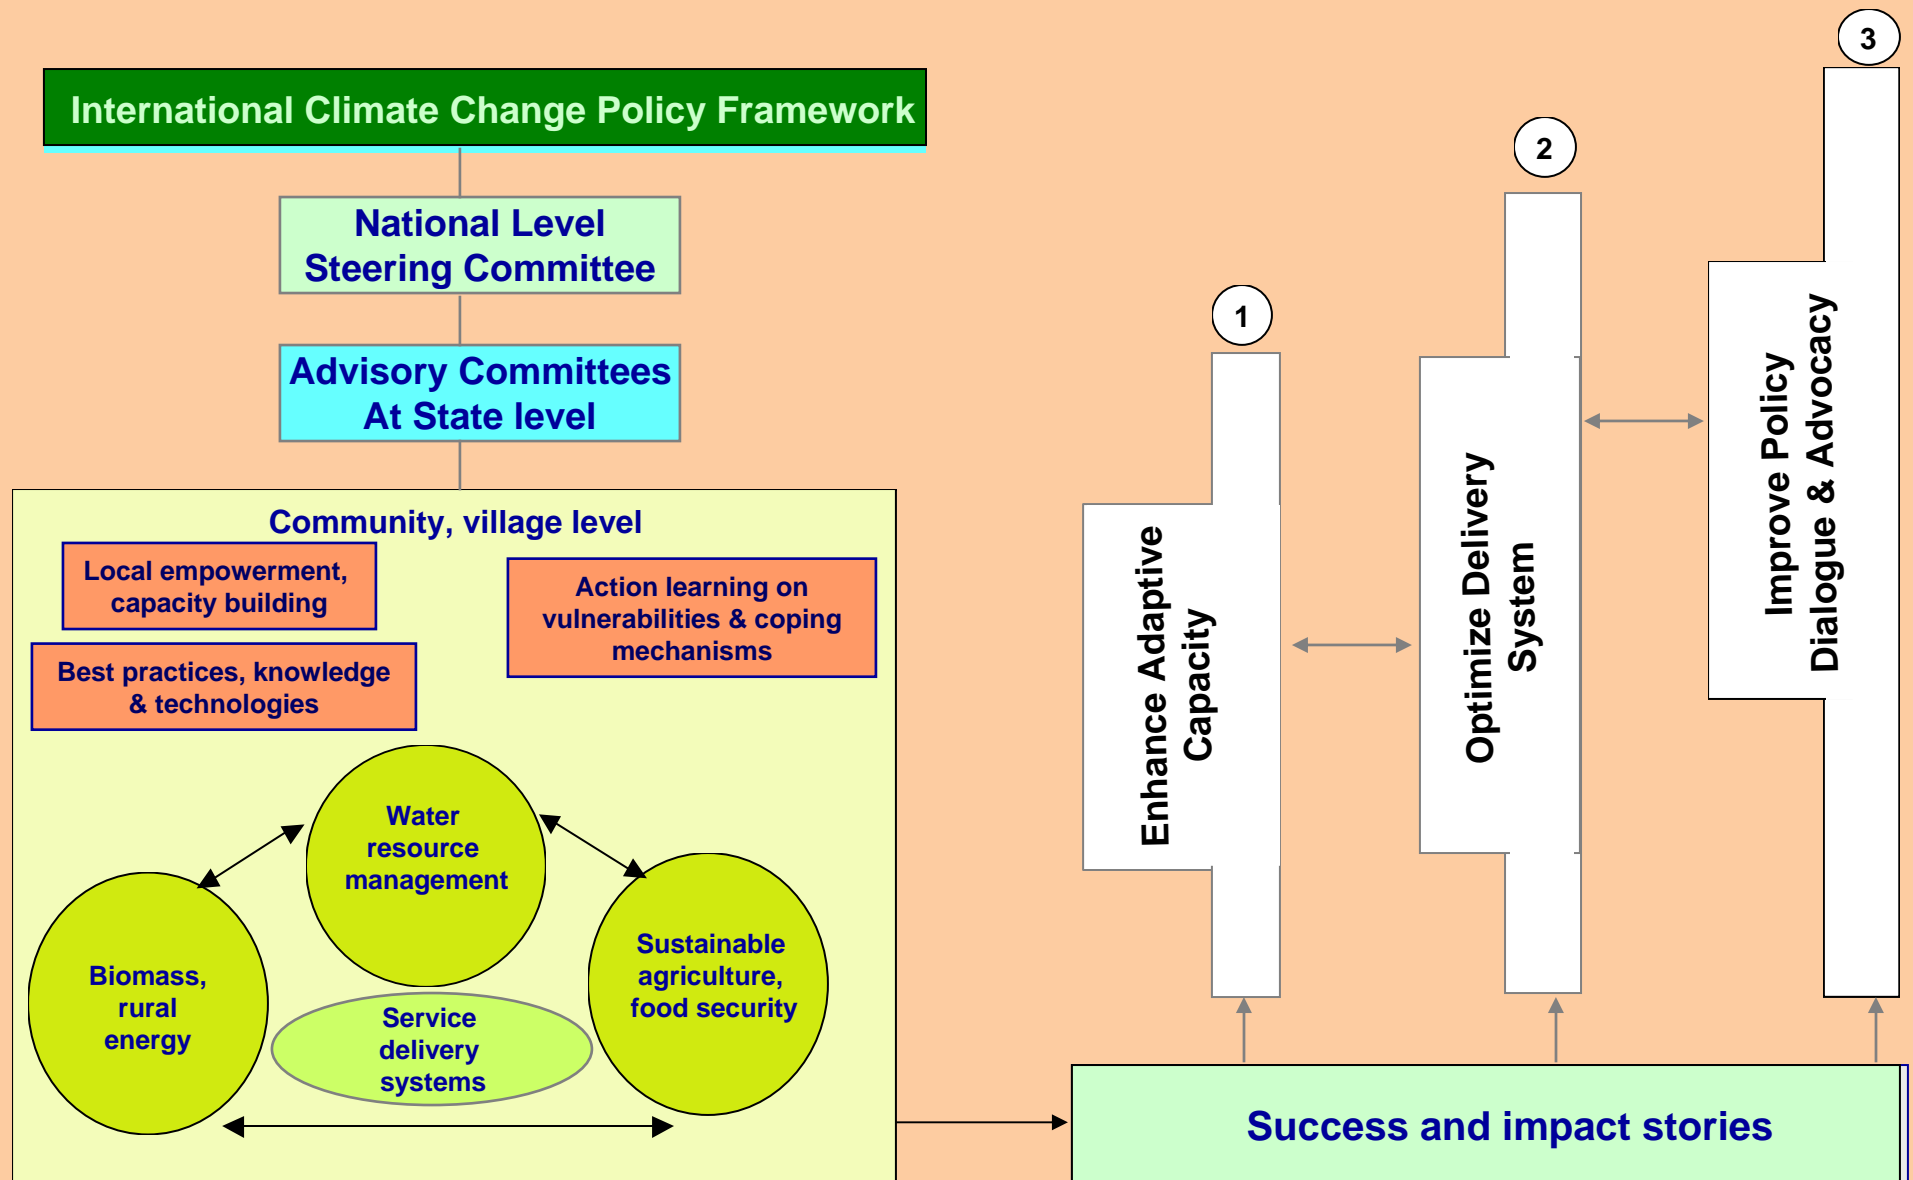 International Climate Change Policy Framework
National Level
Steering Committee
Advisory Committees
At State level
Community, village level
Local empowerment,
capacity building
Best practices, knowledge
& technologies
Action learning on
vulnerabilities & coping
mechanisms
Water
resource
management
Biomass,
rural
energy
Sustainable
agriculture,
food security
Service
delivery
systems
1
Enhance Adaptive
Capacity
2
Optimize Delivery
System
3
Improve Policy
Dialogue & Advocacy
Success and impact stories